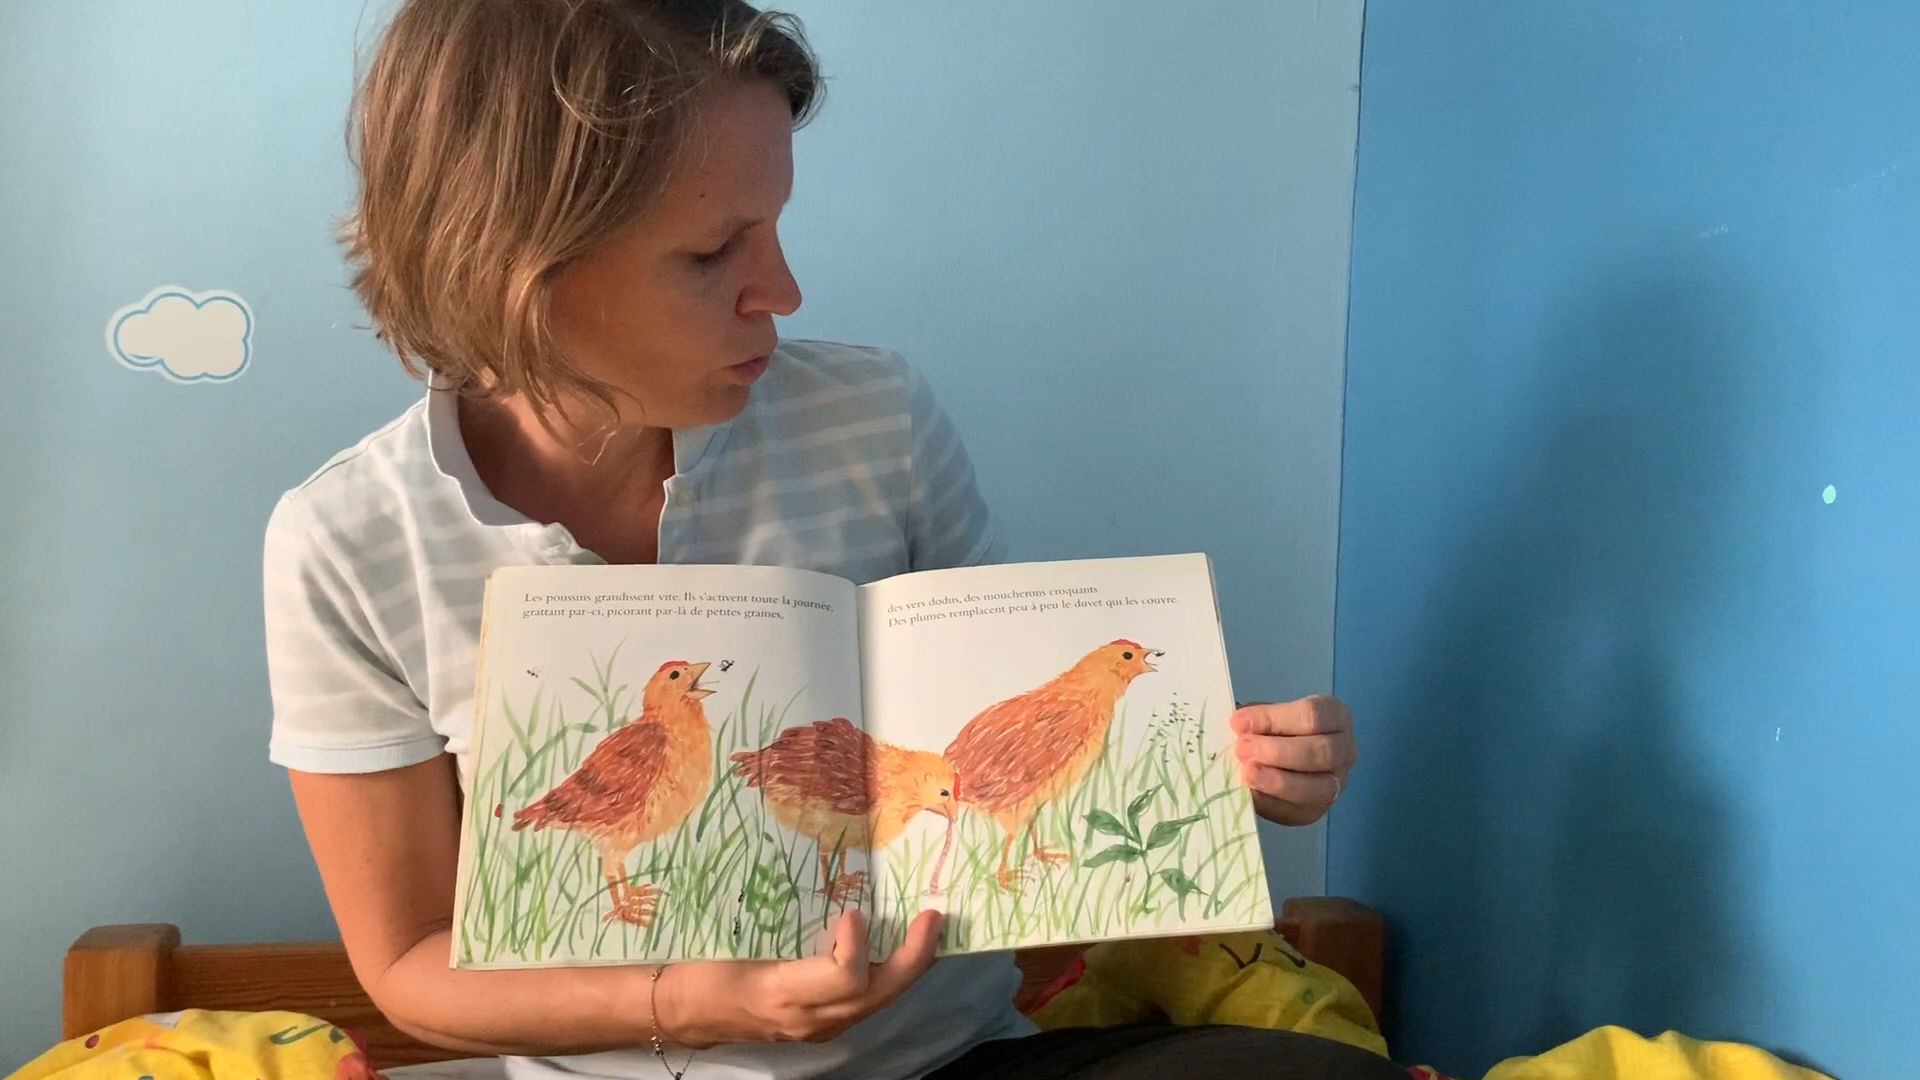 Les poussins grandissent vite. Ils s'activent toute la journée,
grattant par-ci, picorant par-là de petites graines,
des vers dodus, des moucherons croquants.
Des plumes remplacent peu à peu le duvet qui les couvre.